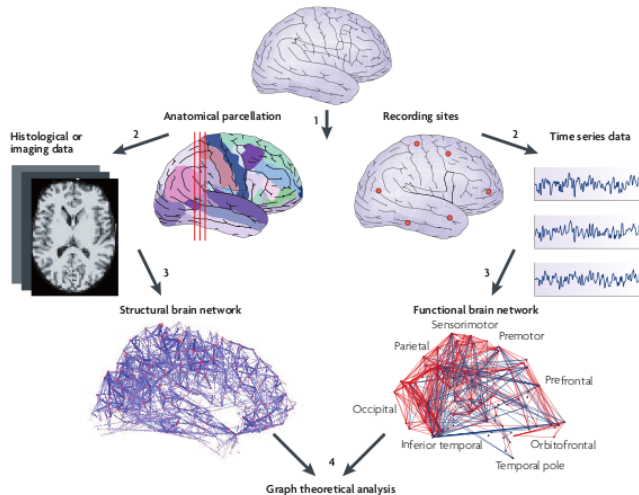 Anatomical parcellation
1
Recording sites
Histological or
imaging data
2
2
Time series data
3
3
Structural brain network
Functional brain network
Sensorimotor
Parietal
Premotor
Prefrontal
Occipital
Inferior temporal
Orbitofrontal
Temporal pole
4
Graph theoretical analysis